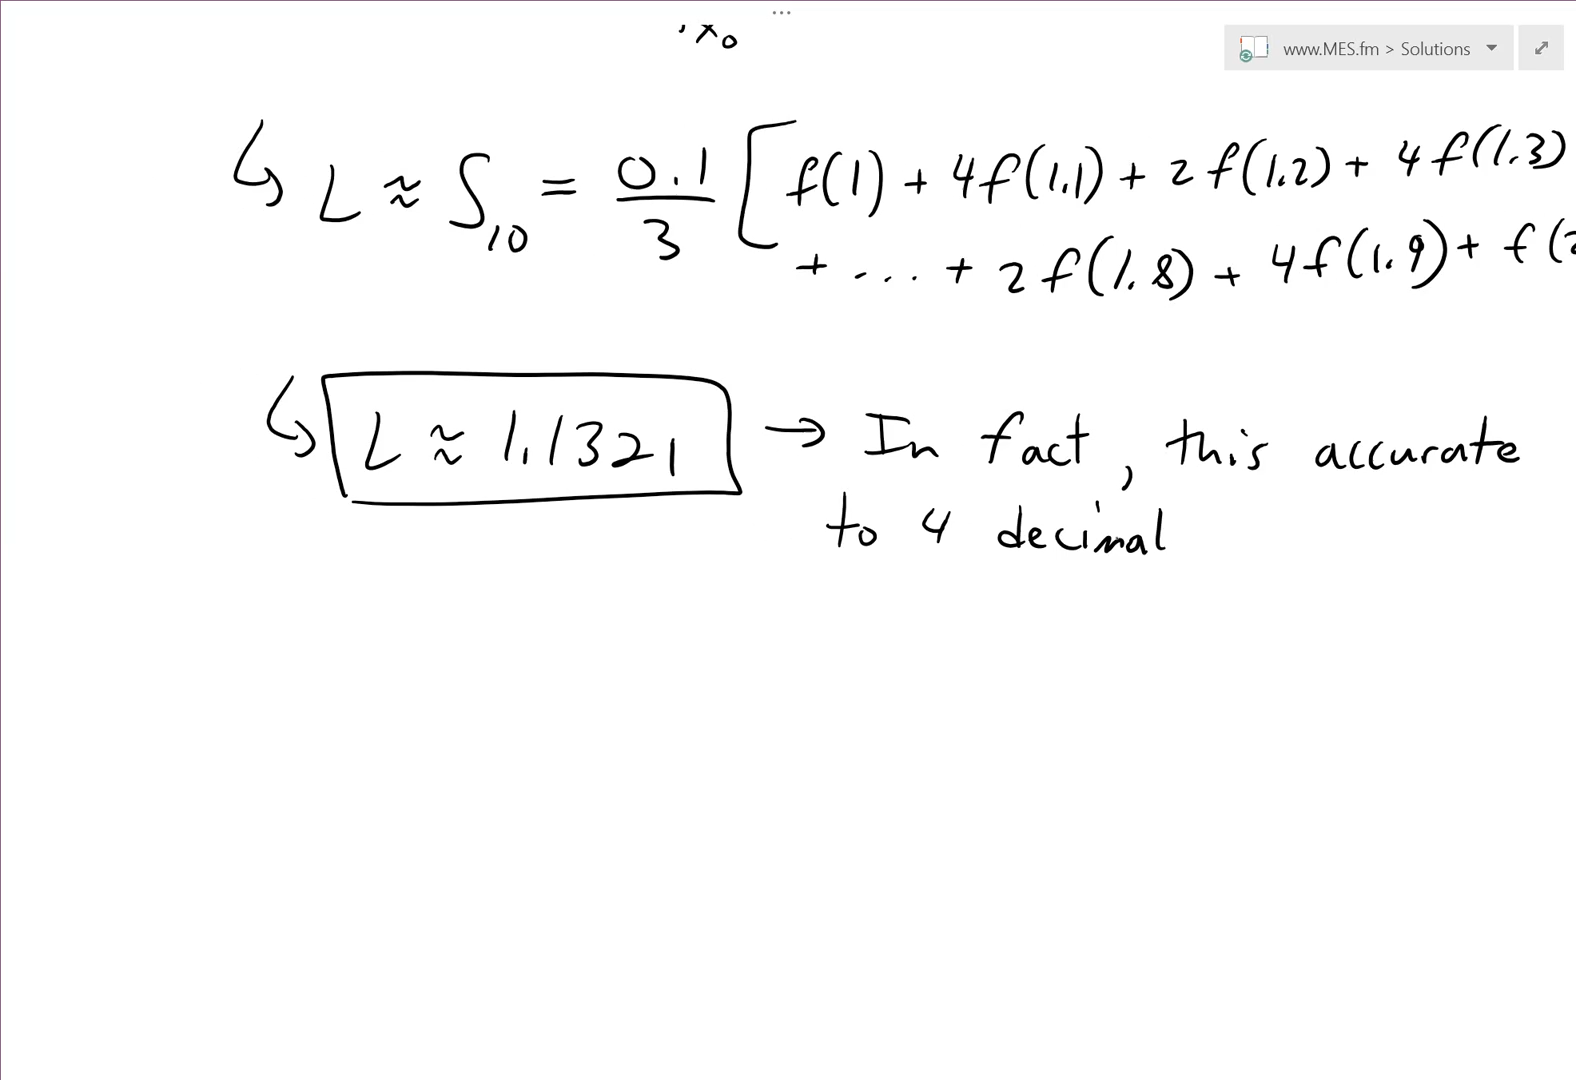 , x₀
www.MES.fm > Solutions
↳ L ≈ S₁₀ = 0.1/3 [ f(1) + 4f(1.1) + 2f(1.2) + 4f(1.3)
+ ... + 2f(1.8) + 4f(1.9) + f(2
↳ L ≈ 1.1321 → In fact, this accurate
to 4 decimal